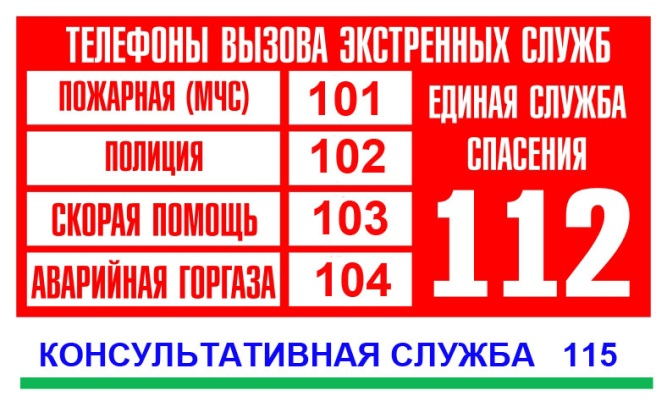 ТЕЛЕФОНЫ ВЫЗОВА ЭКСТРЕННЫХ СЛУЖБ
ПОЖАРНАЯ (МЧС) 101
ПОЛИЦИЯ 102
СКОРАЯ ПОМОЩЬ 103
АВАРИЙНАЯ ГОРГАЗА 104
ЕДИНАЯ СЛУЖБА
СПАСЕНИЯ
112
КОНСУЛЬТАТИВНАЯ СЛУЖБА 115